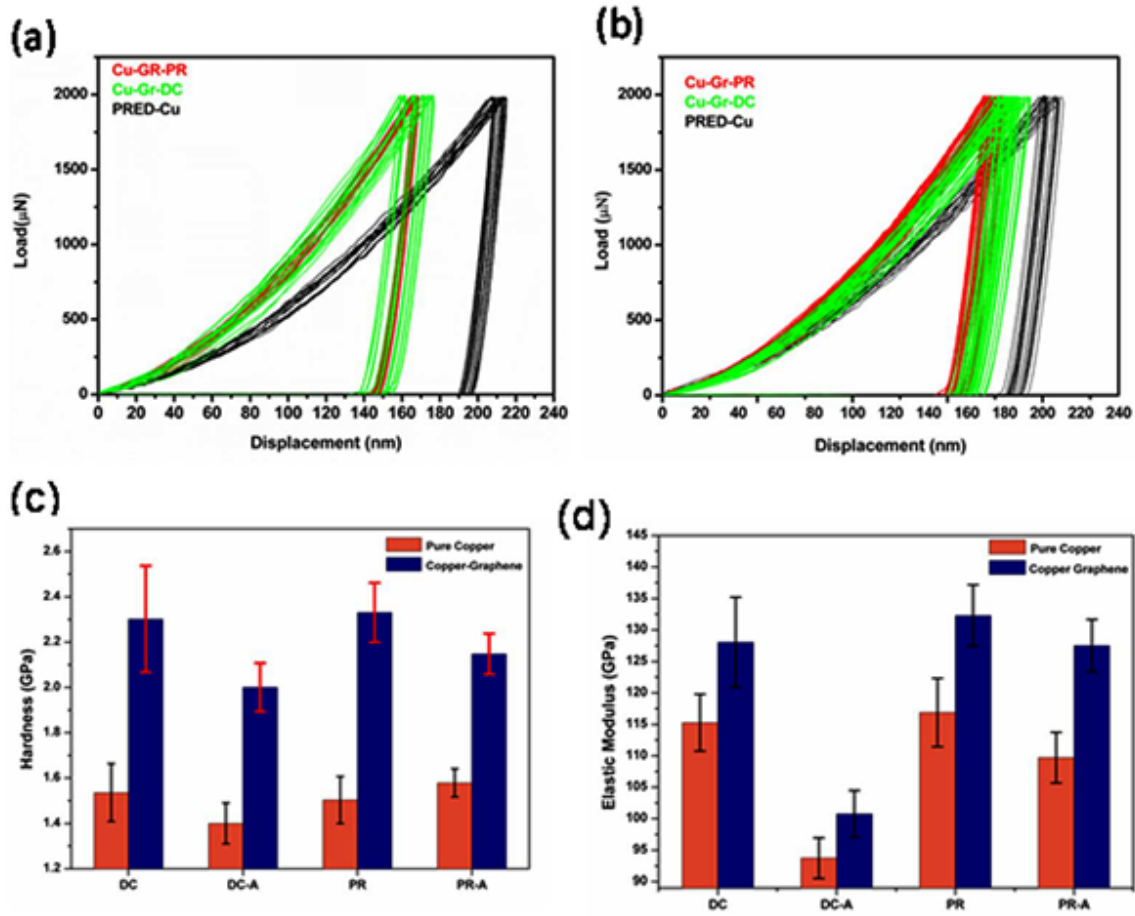 (a)
Cu-GR-PR
Cu-Gr-DC
PRED-Cu
Load(μN)
2000
1500
1000
500
0
0 20 40 60 80 100 120 140 160 180 200 220 240
Displacement (nm)
(b)
Cu-Gr-PR
Cu-Gr-DC
PRED-Cu
Load (μN)
2000
1500
1000
500
0
0 20 40 50 80 100 120 140 160 180 200 220 240
Displacement (nm)
(c)
Pure Copper
Copper-Graphene
Hardness (GPa)
2.6
2.4
2.2
2.0
1.8
1.6
1.4
1.2
DC DC-A PR PR-A
(d)
Pure Copper
Copper Graphene
Elastic Modulus (GPa)
145
140
135
130
125
120
115
110
105
100
95
90
DC DC-A PR PR-A